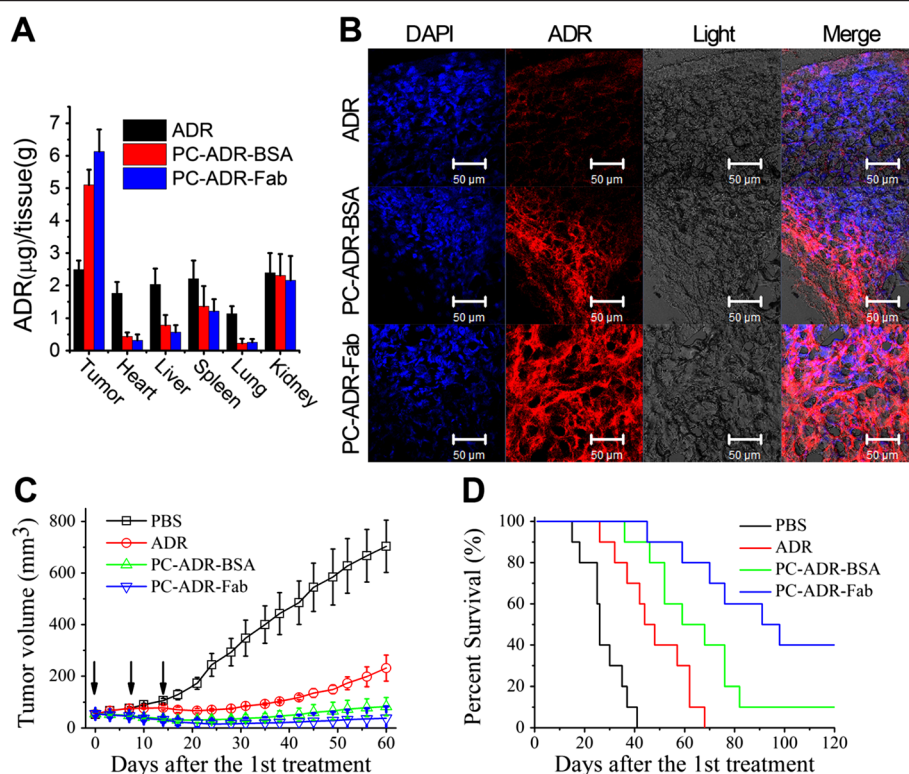 A
ADR(µg)/tissue(g)
7
6
5
4
3
2
1
0
ADR
PC-ADR-BSA
PC-ADR-Fab
Tumor
Heart
Liver
Spleen
Lung
Kidney
B
DAPI ADR Light Merge
ADR
50 µm 50 µm 50 µm 50 µm
PC-ADR-BSA
50 µm 50 µm 50 µm 50 µm
PC-ADR-Fab
50 µm 50 µm 50 µm 50 µm
C
Tumor volume (mm3)
800
600
400
200
0
PBS
ADR
PC-ADR-BSA
PC-ADR-Fab
0 10 20 30 40 50 60
Days after the 1st treatment
D
Percent Survival (%)
100
80
60
40
20
0
PBS
ADR
PC-ADR-BSA
PC-ADR-Fab
0 20 40 60 80 100 120
Days after the 1st treatment